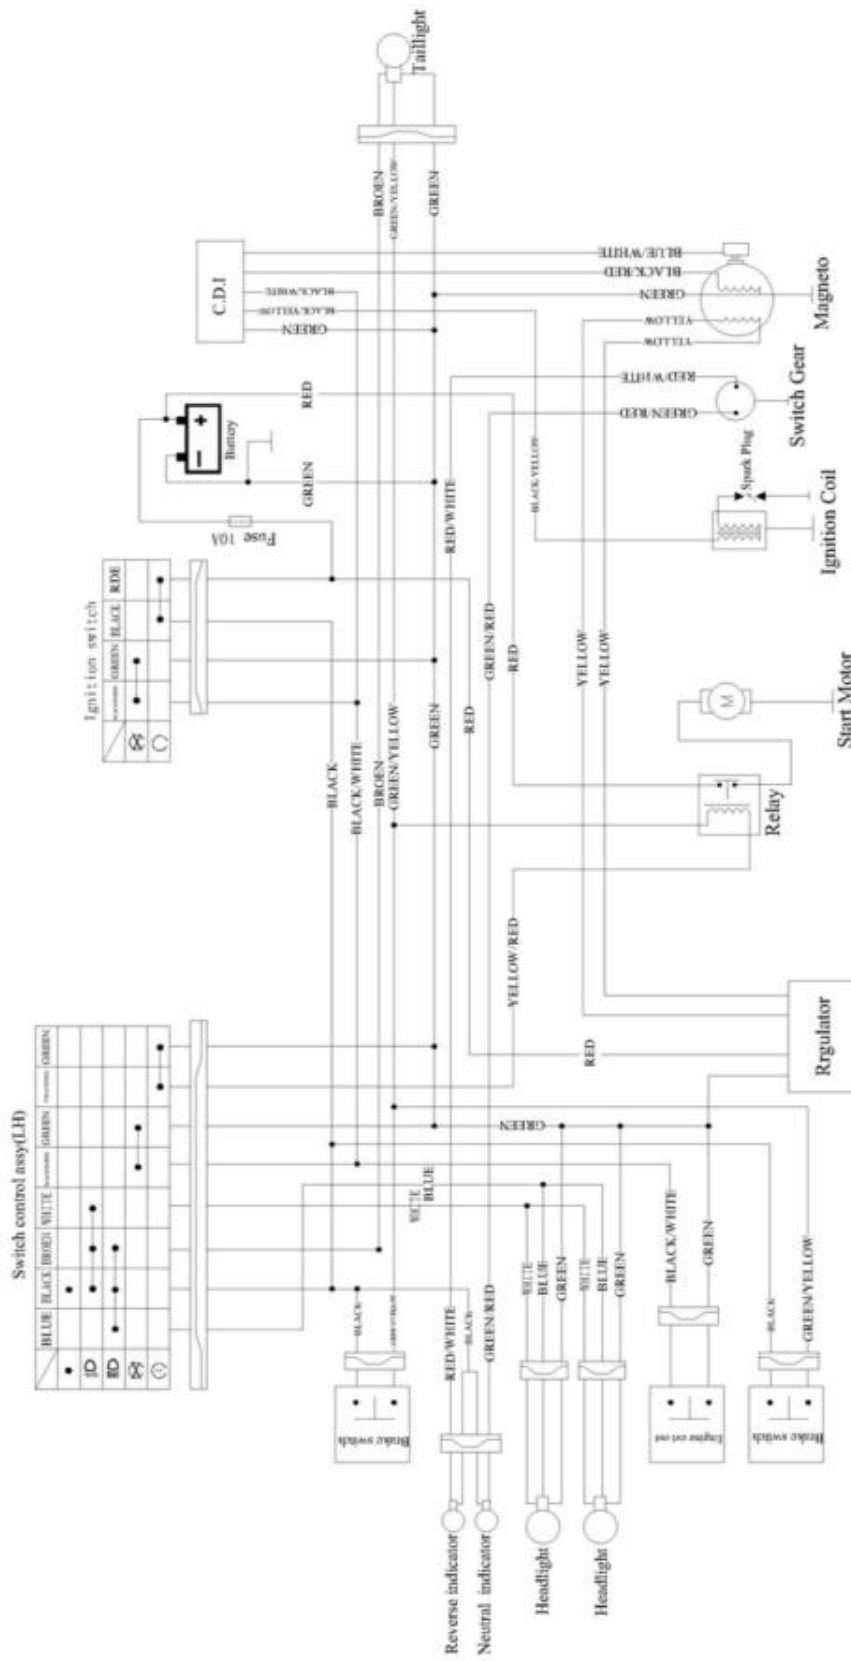 Taillight
BROEN
GREEN/YELLOW
GREEN
C.D.I
BLACK/WHITE
BLACK/YELLOW
GREEN
BLUE/WHITE
BLACK/RED
GREEN
YELLOW
YELLOW
Magneto
RED
+
−
Battery
GREEN
Fuse 10A
RED/WHITE
GREEN/RED
Switch Gear
RED/WHITE
BLACK/YELLOW
Spark Plug
Ignition Coil
Ignition switch
GREEN
BLACK
RDE
BLACK
BLACK/WHITE
BROEN
GREEN/YELLOW
GREEN
RED
GREEN/RED
RED
YELLOW
YELLOW
M
Start Motor
Relay
YELLOW/RED
RED
Rrgulator
Switch control assy(LH)
BLUE
BLACK
BROEN
WHITE
GREEN
GREEN
GREEN
WHITE
BLUE
BLACK
RED/WHITE
BLACK
GREEN/RED
WHITE
BLUE
GREEN
WHITE
BLUE
GREEN
BLACK/WHITE
GREEN
BLACK
GREEN/YELLOW
Brake switch
Reverse indicator
Neutral indicator
Headlight
Headlight
Engine cut out
Brake switch